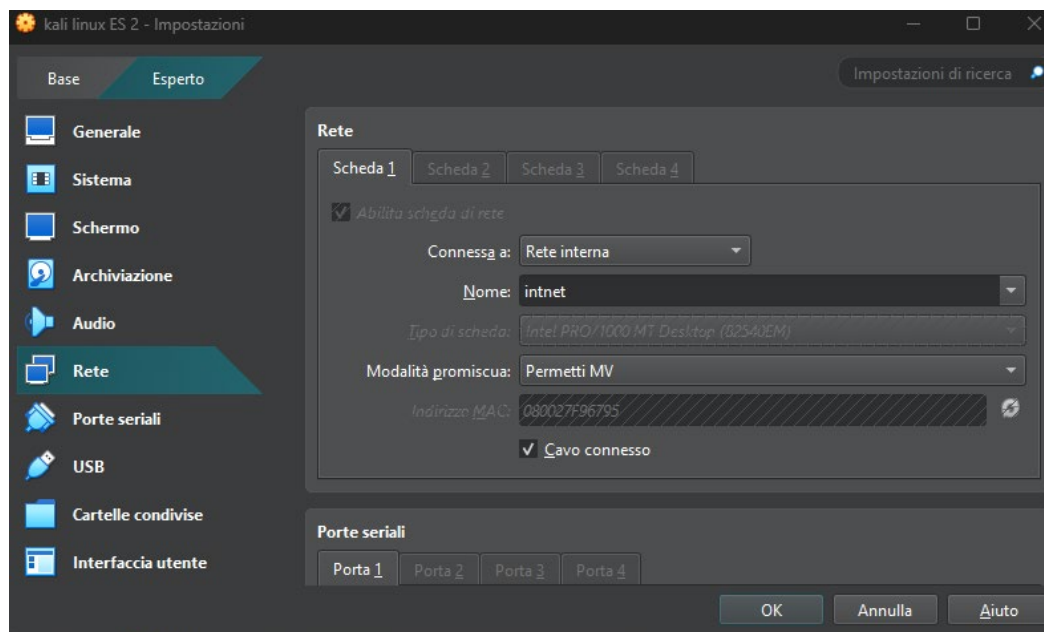 kali linux ES 2 - Impostazioni
Base Esperto
Impostazioni di ricerca
Generale
Sistema
Schermo
Archiviazione
Audio
Rete
Porte seriali
USB
Cartelle condivise
Interfaccia utente
Rete
Scheda 1 Scheda 2 Scheda 3 Scheda 4
Abilita scheda di rete
Connessa a: Rete interna
Nome: intnet
Tipo di scheda: Intel PRO/1000 MT Desktop (82540EM)
Modalità promiscua: Permetti MV
Indirizzo MAC: 080027F96795
Cavo connesso
Porte seriali
Porta 1 Porta 2 Porta 3 Porta 4
OK Annulla Aiuto